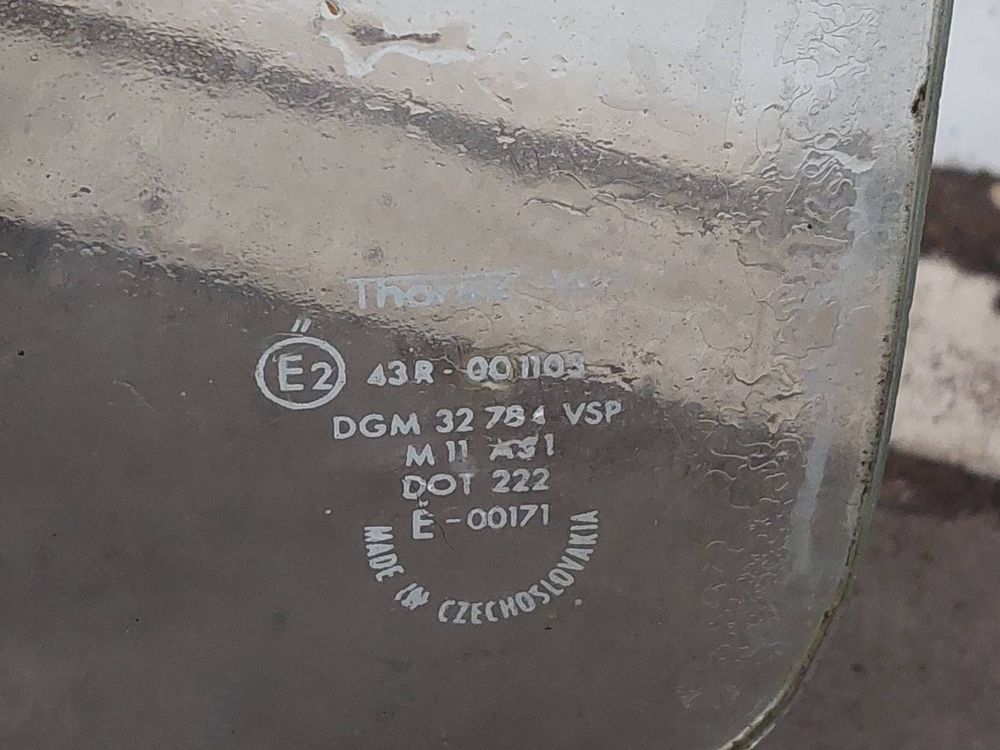 E2 43R-001103
DGM 32 784 VSP
M 11 AS1
DOT 222
E-00171
MADE IN CZECHOSLOVAKIA